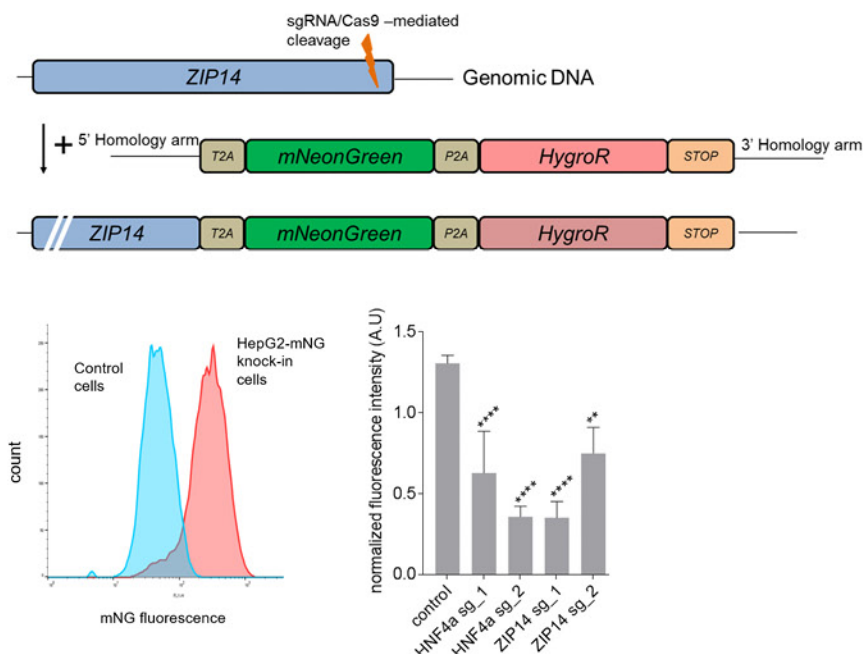 sgRNA/Cas9 –mediated
cleavage
ZIP14
Genomic DNA
+
5' Homology arm
T2A
mNeonGreen
P2A
HygroR
STOP
3' Homology arm
ZIP14
T2A
mNeonGreen
P2A
HygroR
STOP
Control
cells
HepG2-mNG
knock-in
cells
count
mNG fluorescence
normalized fluorescence intensity (A.U)
1.5
1.0
0.5
0.0
****
****
****
**
control
HNF4a sg_1
HNF4a sg_2
ZIP14 sg_1
ZIP14 sg_2